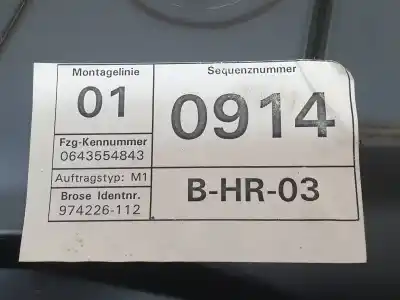 Montagelinie
01
Sequenznummer
0914
Fzg-Kennummer
0643554843
Auftragstyp: M1
Brose Identnr.
974226-112
B-HR-03